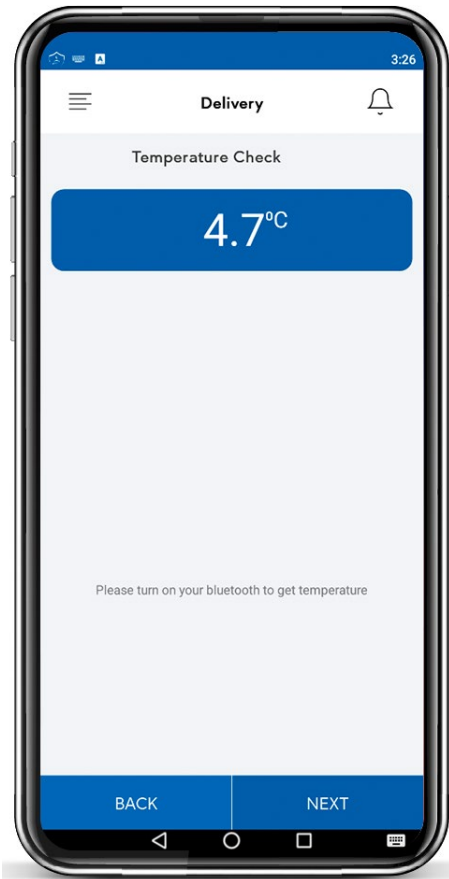 3:26
Delivery
Temperature Check
4.7°C
Please turn on your bluetooth to get temperature
BACK NEXT